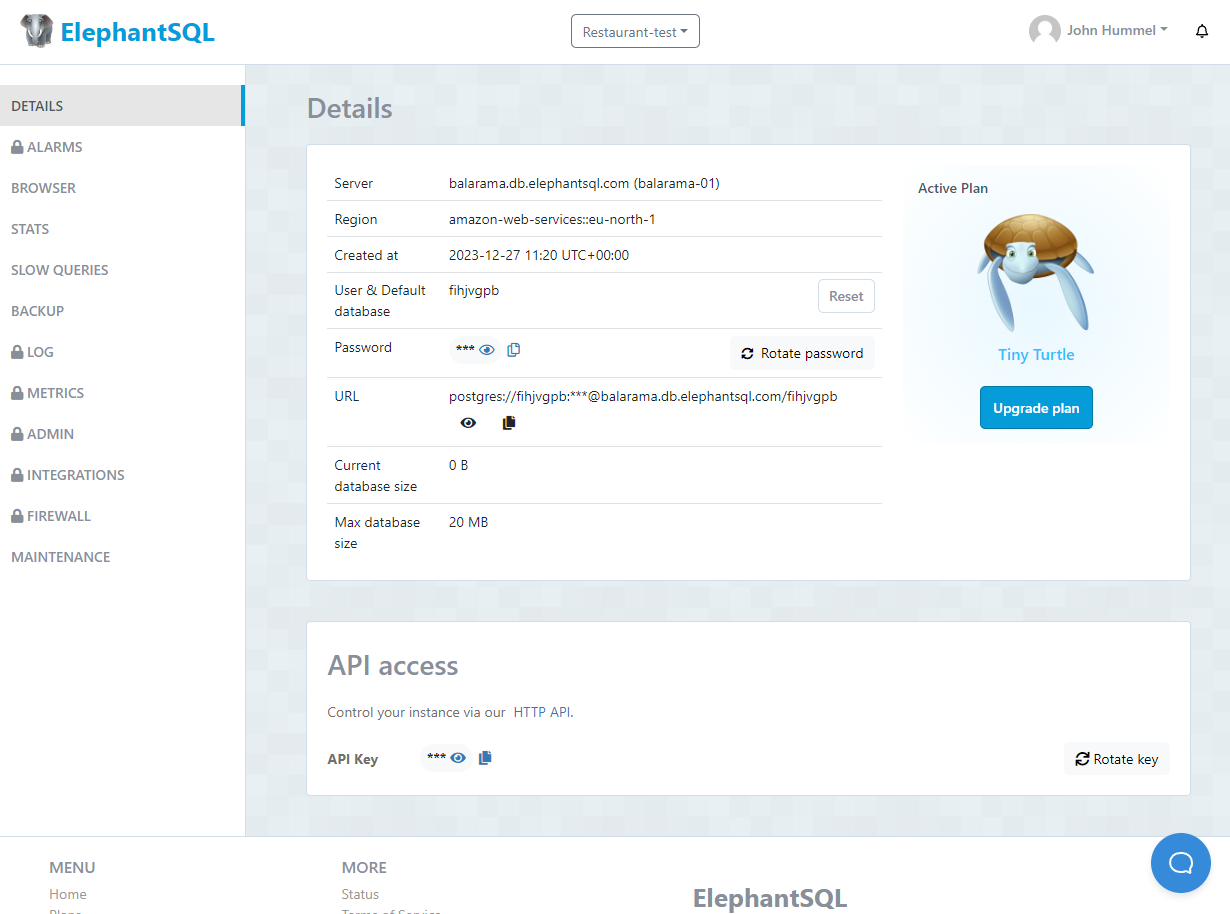 ElephantSQL
Restaurant-test
John Hummel
DETAILS
ALARMS
BROWSER
STATS
SLOW QUERIES
BACKUP
LOG
METRICS
ADMIN
INTEGRATIONS
FIREWALL
MAINTENANCE
Details
Server balarama.db.elephantsql.com (balarama-01)
Region amazon-web-services::eu-north-1
Created at 2023-12-27 11:20 UTC+00:00
User & Default fihjvgpb Reset
database
Password *** Rotate password
URL postgres://fihjvgpb:***@balarama.db.elephantsql.com/fihjvgpb
Current 0 B
database size
Max database 20 MB
size
Active Plan
Tiny Turtle
Upgrade plan
API access
Control your instance via our HTTP API.
API Key *** Rotate key
MENU
Home
Plans
MORE
Status
Terms of Service
ElephantSQL